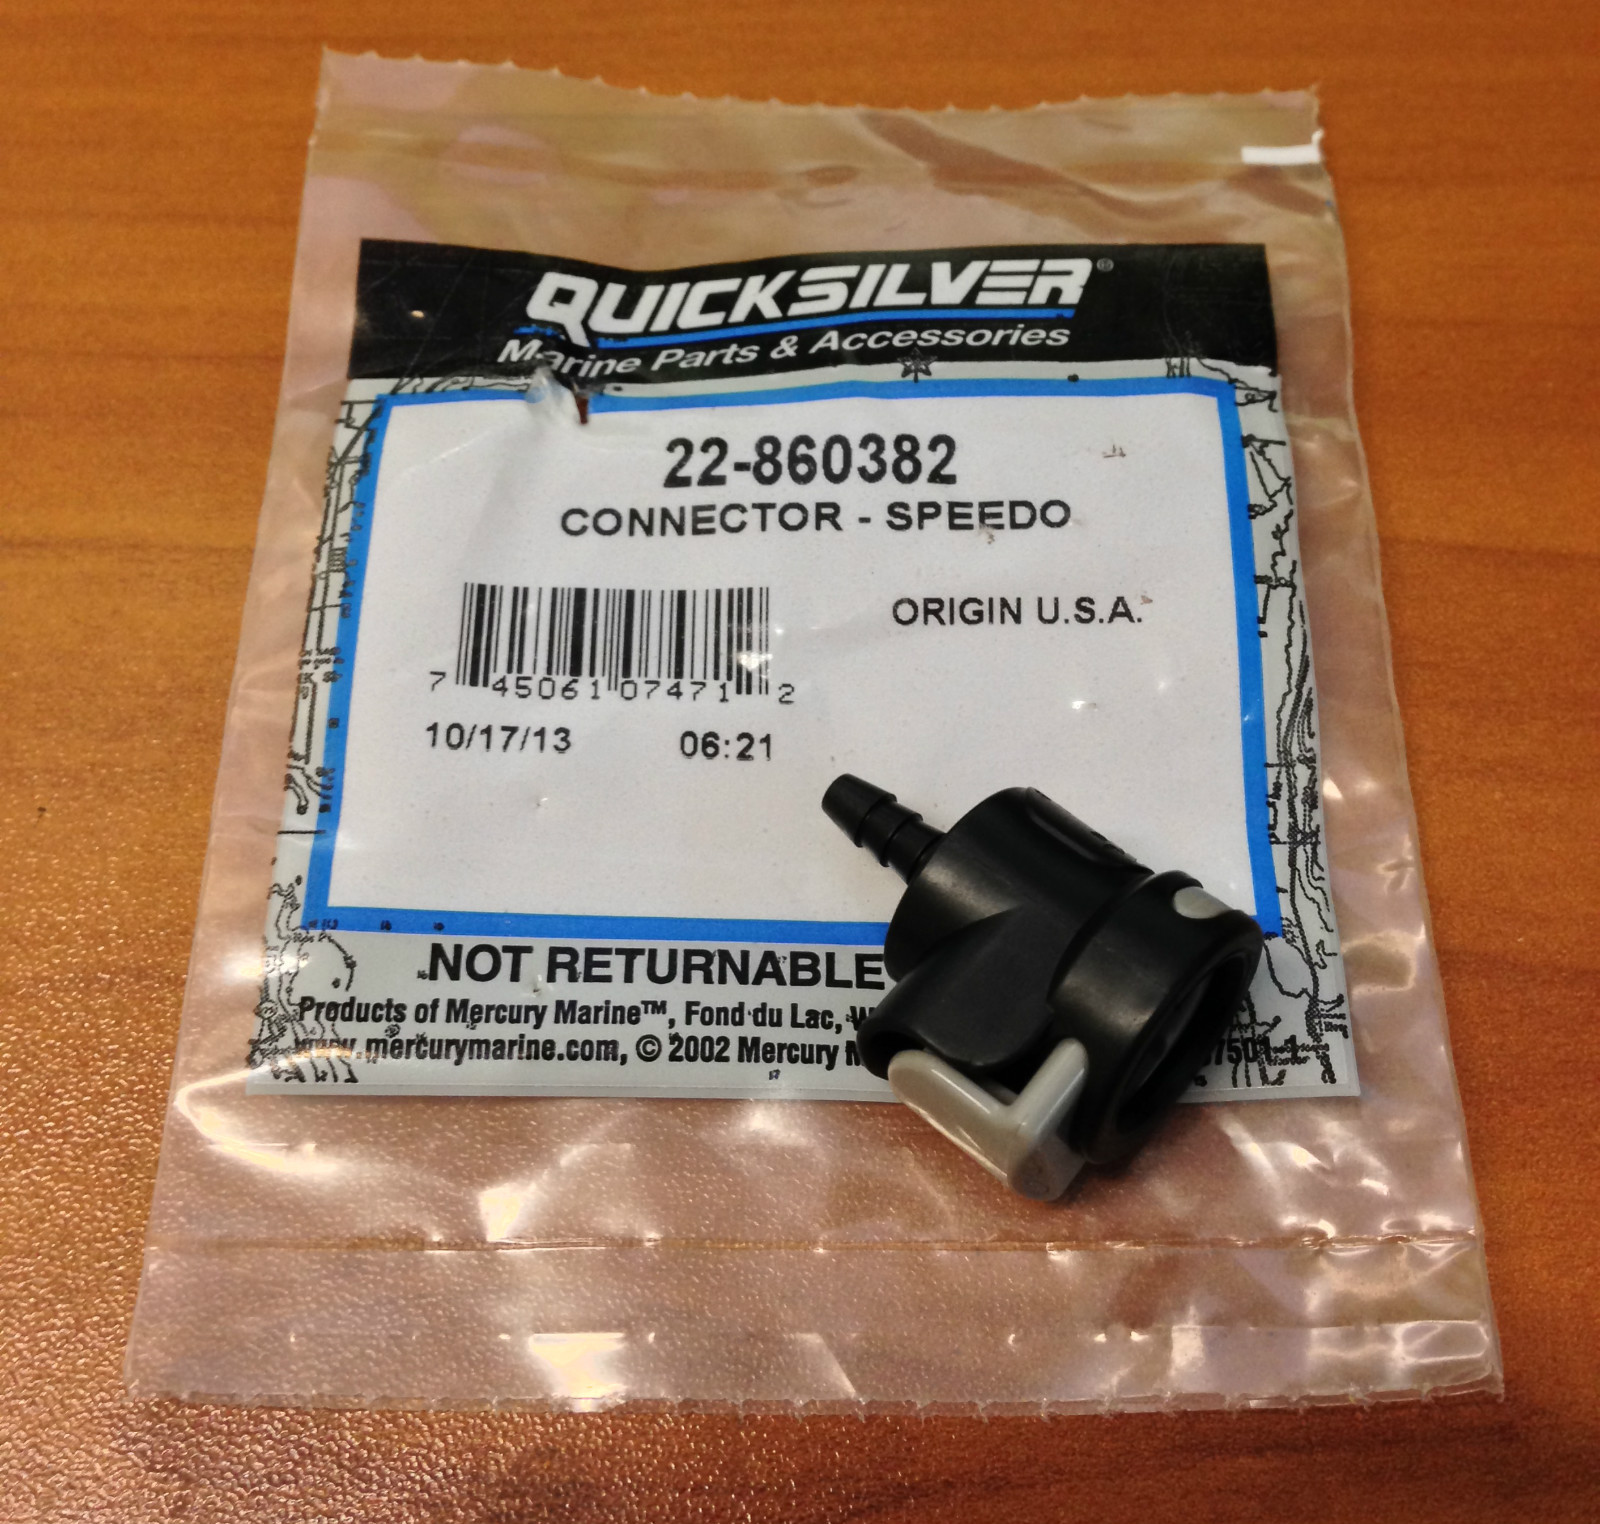 QUICKSILVER®
Marine Parts & Accessories
22-860382
CONNECTOR - SPEEDO
ORIGIN U.S.A.
7 45061 07471 2
10/17/13 06:21
NOT RETURNABLE
Products of Mercury Marine™, Fond du Lac,
www.mercurymarine.com, © 2002 Mercury